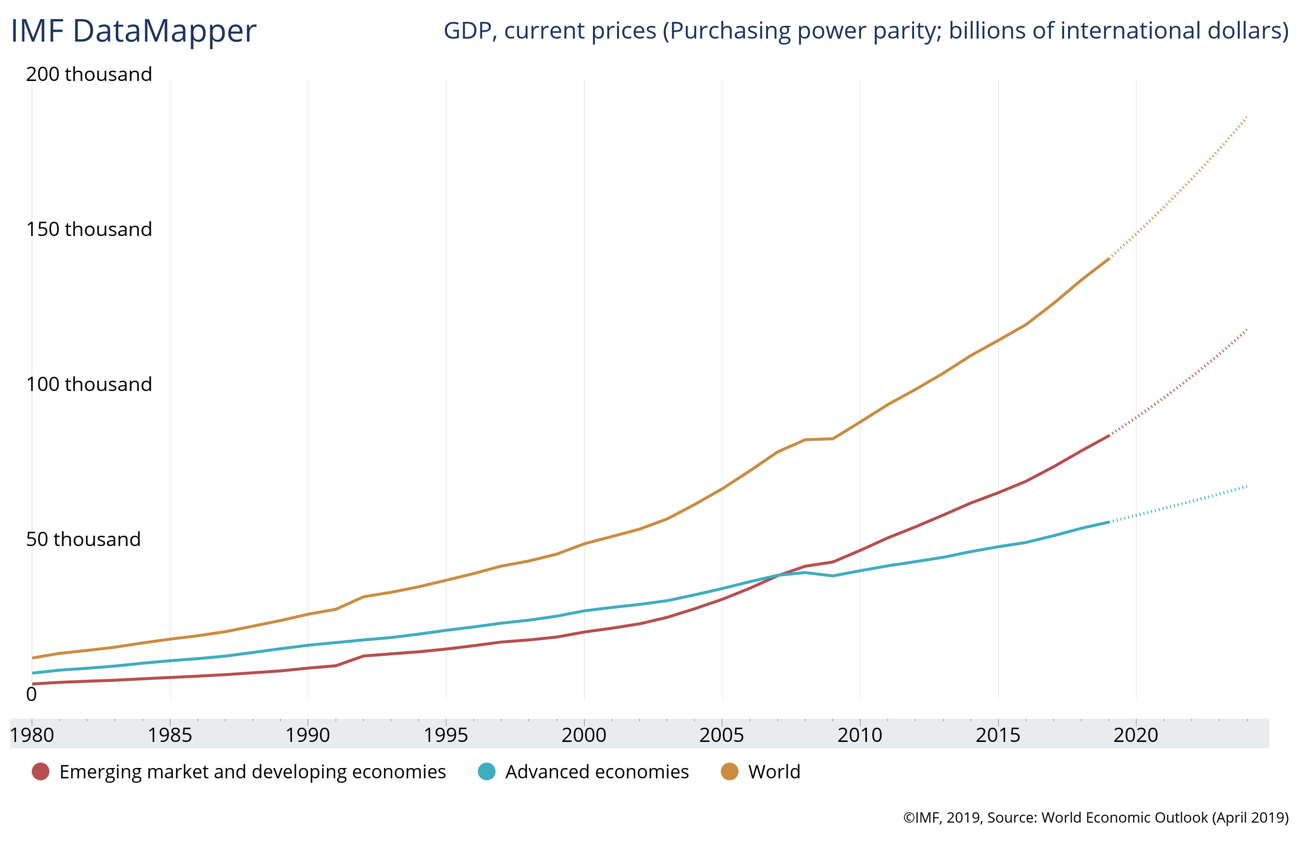 IMF DataMapper
GDP, current prices (Purchasing power parity; billions of international dollars)
200 thousand
150 thousand
100 thousand
50 thousand
0
1980 1985 1990 1995 2000 2005 2010 2015 2020
Emerging market and developing economies Advanced economies World
©IMF, 2019, Source: World Economic Outlook (April 2019)